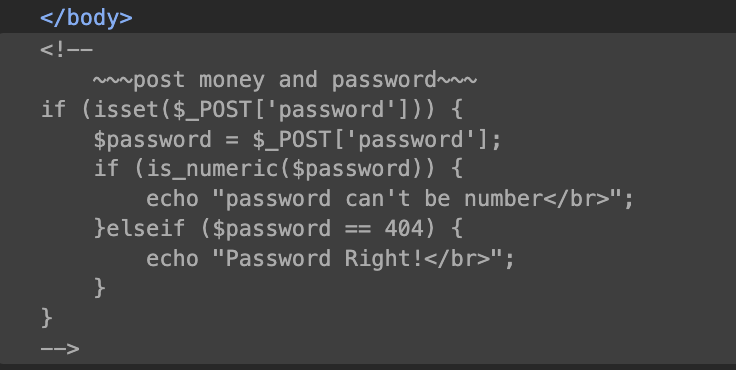 </body>
<!--
    ~~~post money and password~~~
if (isset($_POST['password'])) {
    $password = $_POST['password'];
    if (is_numeric($password)) {
        echo "password can't be number</br>";
    }elseif ($password == 404) {
        echo "Password Right!</br>";
    }
}
-->